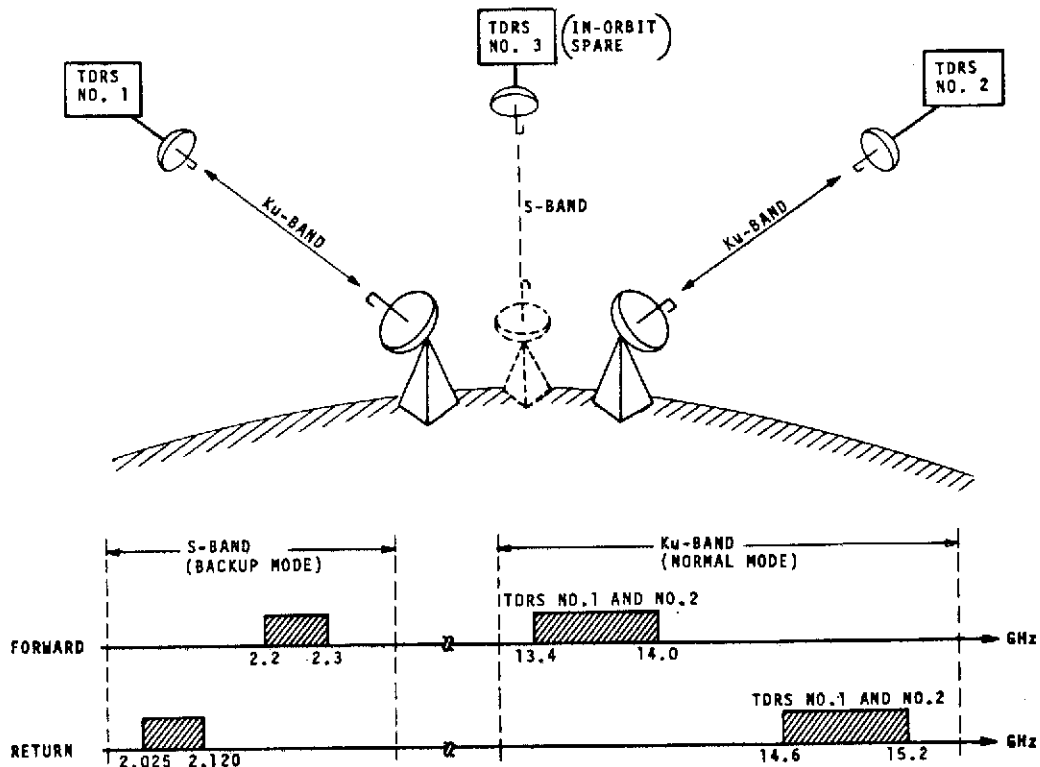 TDRS
NO. 1
TDRS
NO. 3
(IN-ORBIT
SPARE)
TDRS
NO. 2
Ku-BAND
S-BAND
Ku-BAND
S-BAND
(BACKUP MODE)
Ku-BAND
(NORMAL MODE)
TDRS NO.1 AND NO.2
FORWARD
2.2
2.3
13.4
14.0
GHz
TDRS NO.1 AND NO.2
RETURN
2.025
2.120
14.6
15.2
GHz